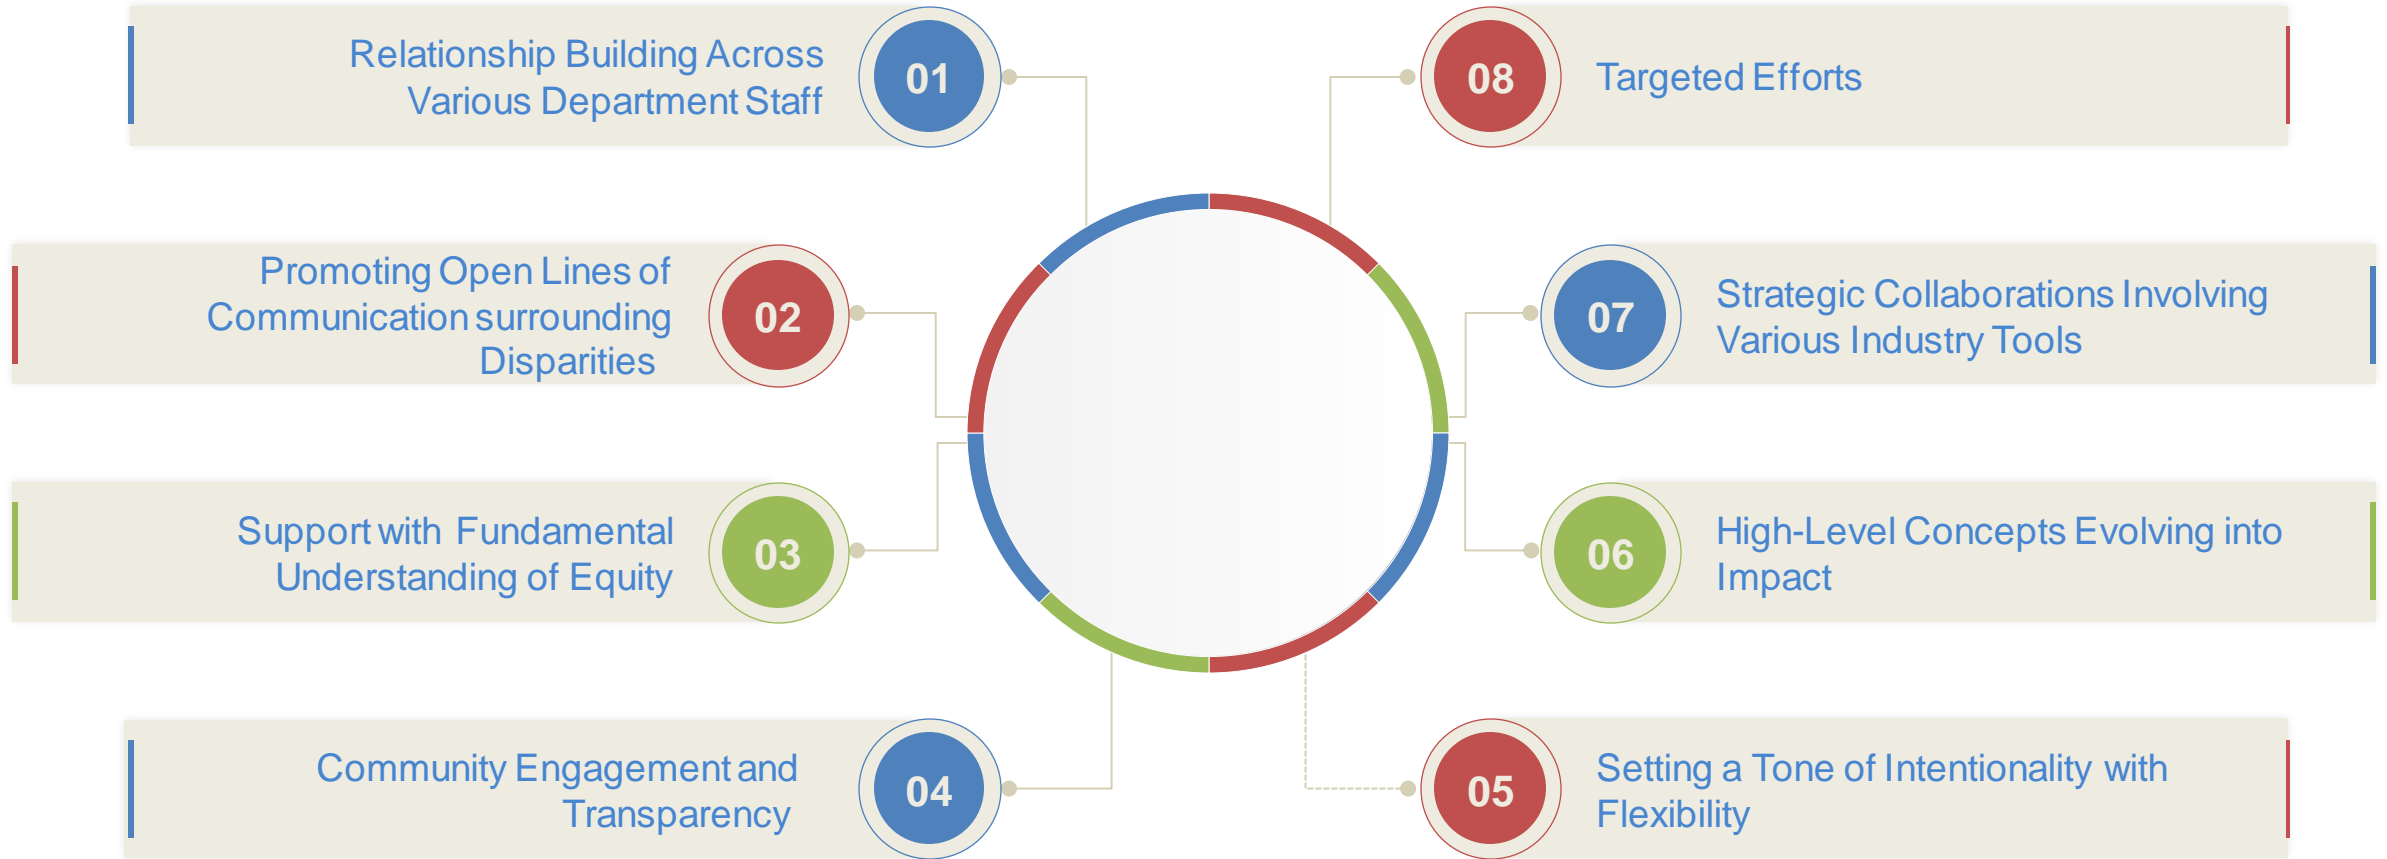 01
Relationship Building Across
Various Department Staff
02
Promoting Open Lines of
Communication surrounding
Disparities
03
Support with Fundamental
Understanding of Equity
04
Community Engagement and
Transparency
05
Setting a Tone of Intentionality with
Flexibility
06
High-Level Concepts Evolving into
Impact
07
Strategic Collaborations Involving
Various Industry Tools
08
Targeted Efforts